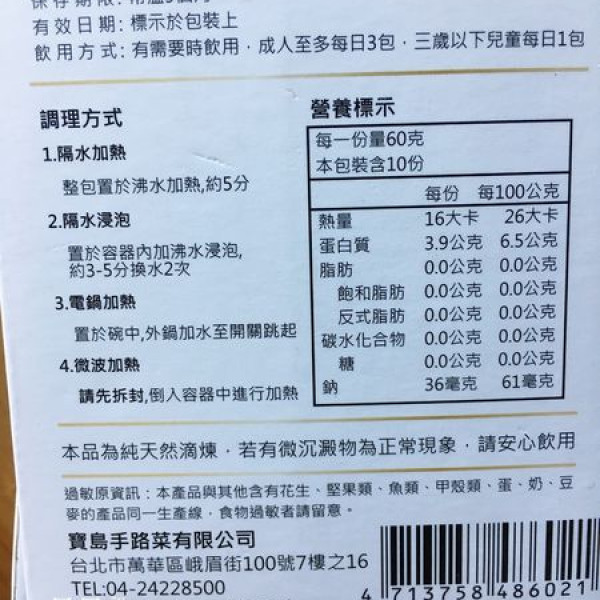 保存期限:常溫
有效日期:標示於包裝上
飲用方式:有需要時飲用,成人至多每日3包,三歲以下兒童每日1包
調理方式
1.隔水加熱
整包置於沸水加熱,約5分
2.隔水浸泡
置於容器內加沸水浸泡,
約3-5分換水2次
3.電鍋加熱
置於碗中,外鍋加水至開關跳起
4.微波加熱
請先拆封,倒入容器中進行加熱
營養標示
每一份量60克
本包裝含10份
每份 每100公克
熱量 16大卡 26大卡
蛋白質 3.9公克 6.5公克
脂肪 0.0公克 0.0公克
飽和脂肪 0.0公克 0.0公克
反式脂肪 0.0公克 0.0公克
碳水化合物 0.0公克 0.0公克
糖 0.0公克 0.0公克
鈉 36毫克 61毫克
本品為純天然滴煉,若有微沉澱物為正常現象,請安心飲用
過敏原資訊:本產品與其他含有花生、堅果類、魚類、甲殼類、蛋、奶、豆
麥的產品同一生產線,食物過敏者請留意。
寶島手路菜有限公司
台北市萬華區峨眉街100號7樓之16
TEL:04-24228500
4 713758 486021